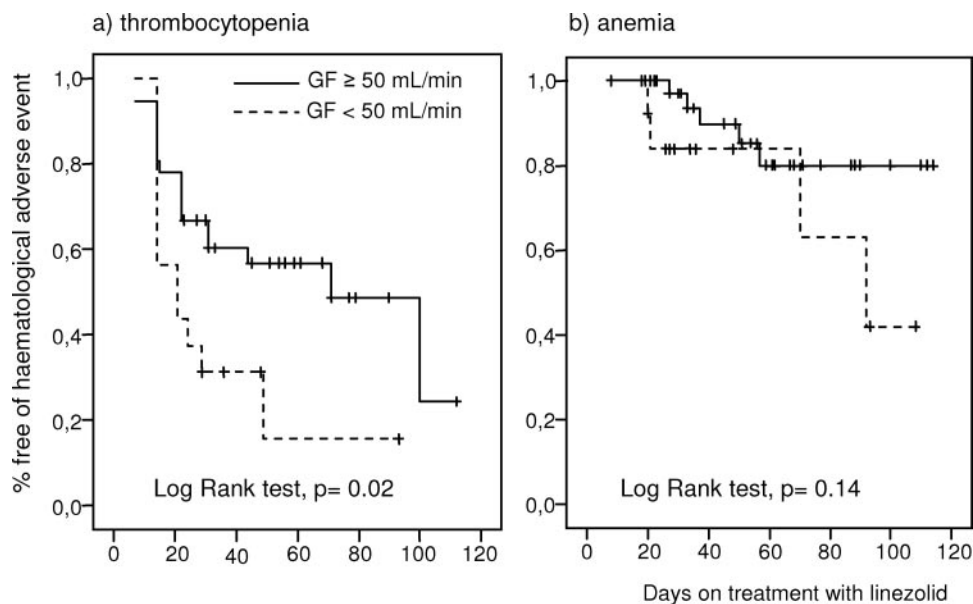 a) thrombocytopenia
b) anemia
% free of haematological adverse event
1,0
0,8
0,6
0,4
0,2
0,0
GF ≥ 50 mL/min
GF < 50 mL/min
Log Rank test, p= 0.02
0 20 40 60 80 100 120
1,0
0,8
0,6
0,4
0,2
0,0
Log Rank test, p= 0.14
0 20 40 60 80 100 120
Days on treatment with linezolid